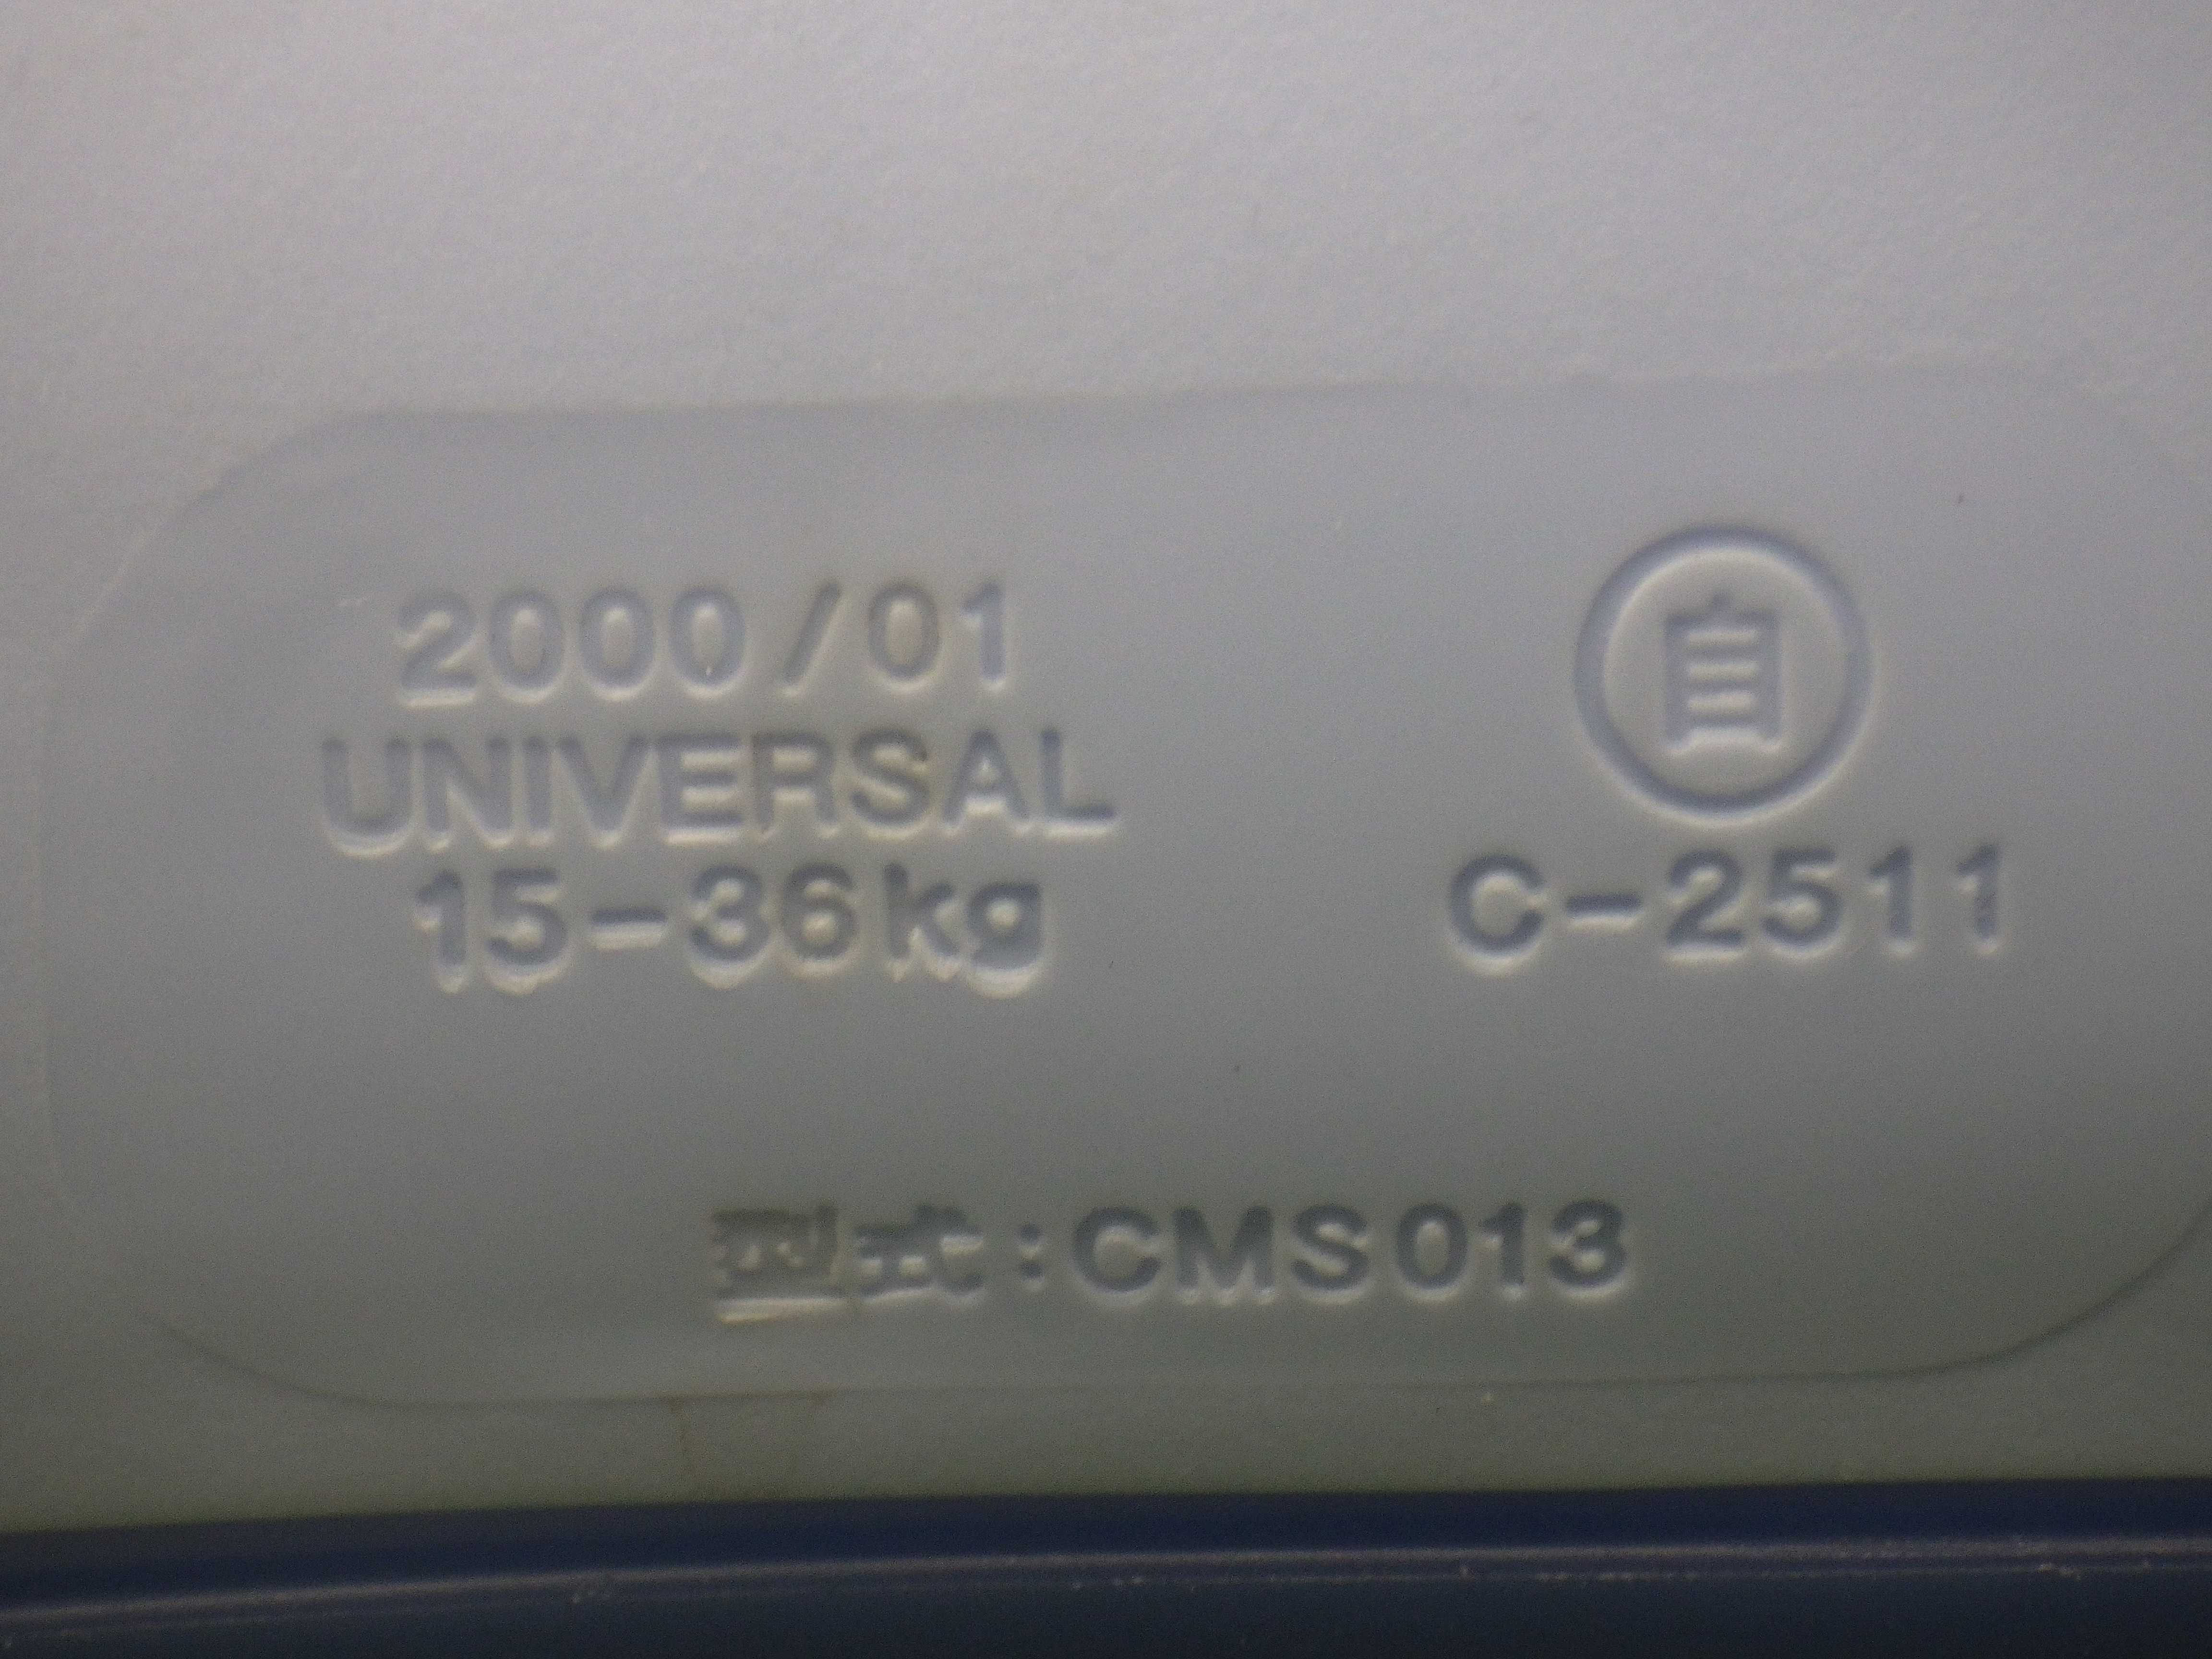 2000/01
UNIVERSAL
15-36kg
自
C-2511
型式:CMS013